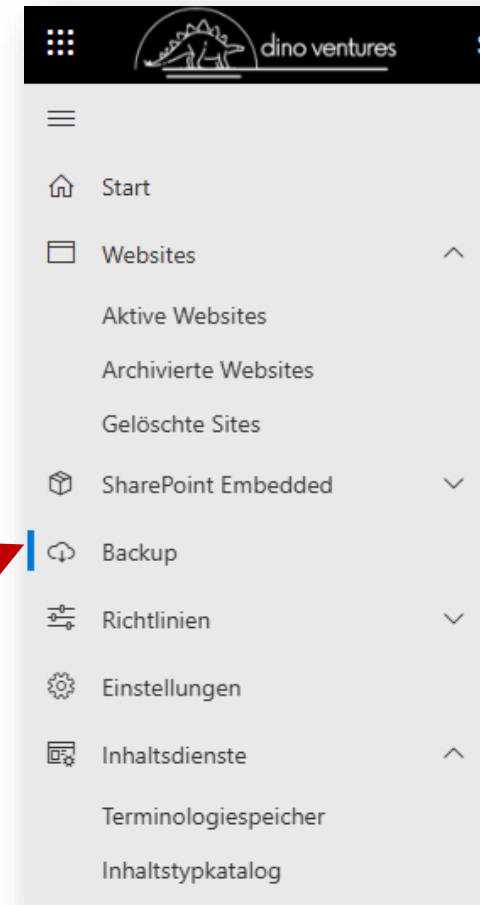 dino ventures
Start
Websites
Aktive Websites
Archivierte Websites
Gelöschte Sites
SharePoint Embedded
Backup
Richtlinien
Einstellungen
Inhaltsdienste
Terminologiespeicher
Inhaltstypkatalog